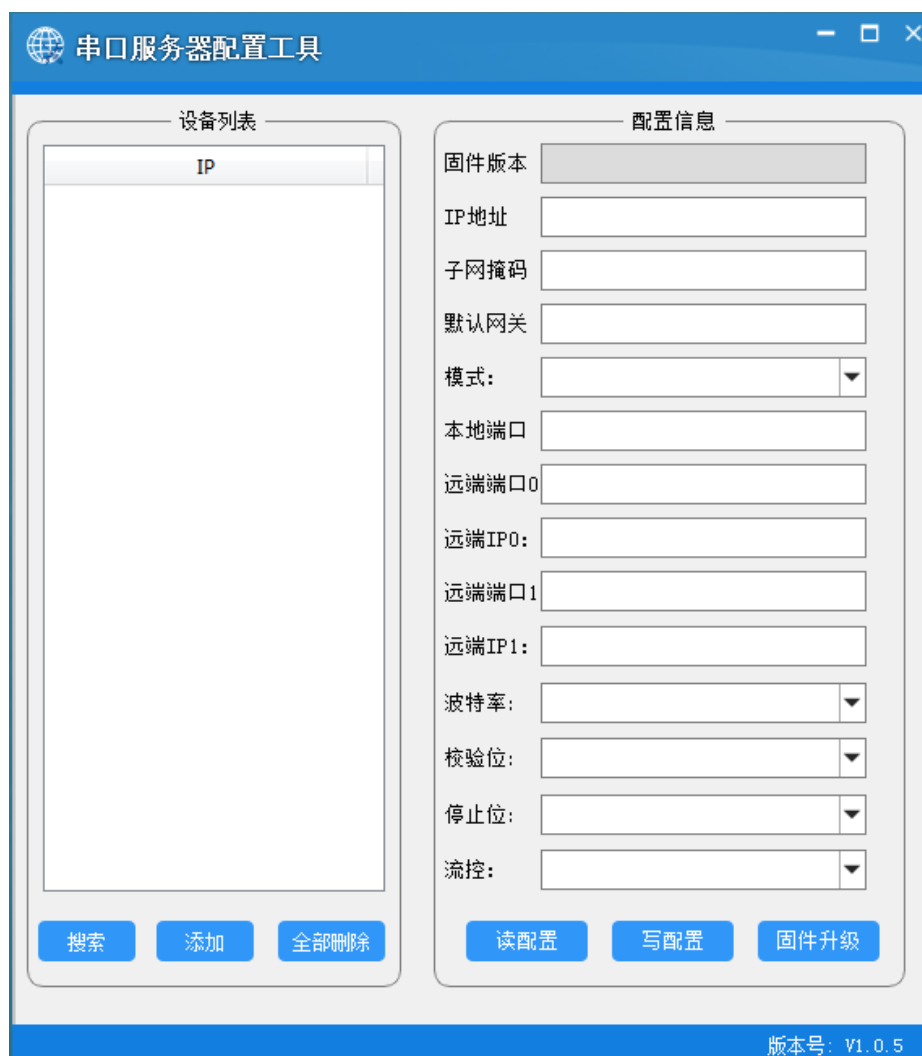 串口服务器配置工具
设备列表
IP
搜索
添加
全部删除
配置信息
固件版本
IP地址
子网掩码
默认网关
模式:
本地端口
远端端口0
远端IP0:
远端端口1
远端IP1:
波特率:
校验位:
停止位:
流控:
读配置
写配置
固件升级
版本号: V1.0.5